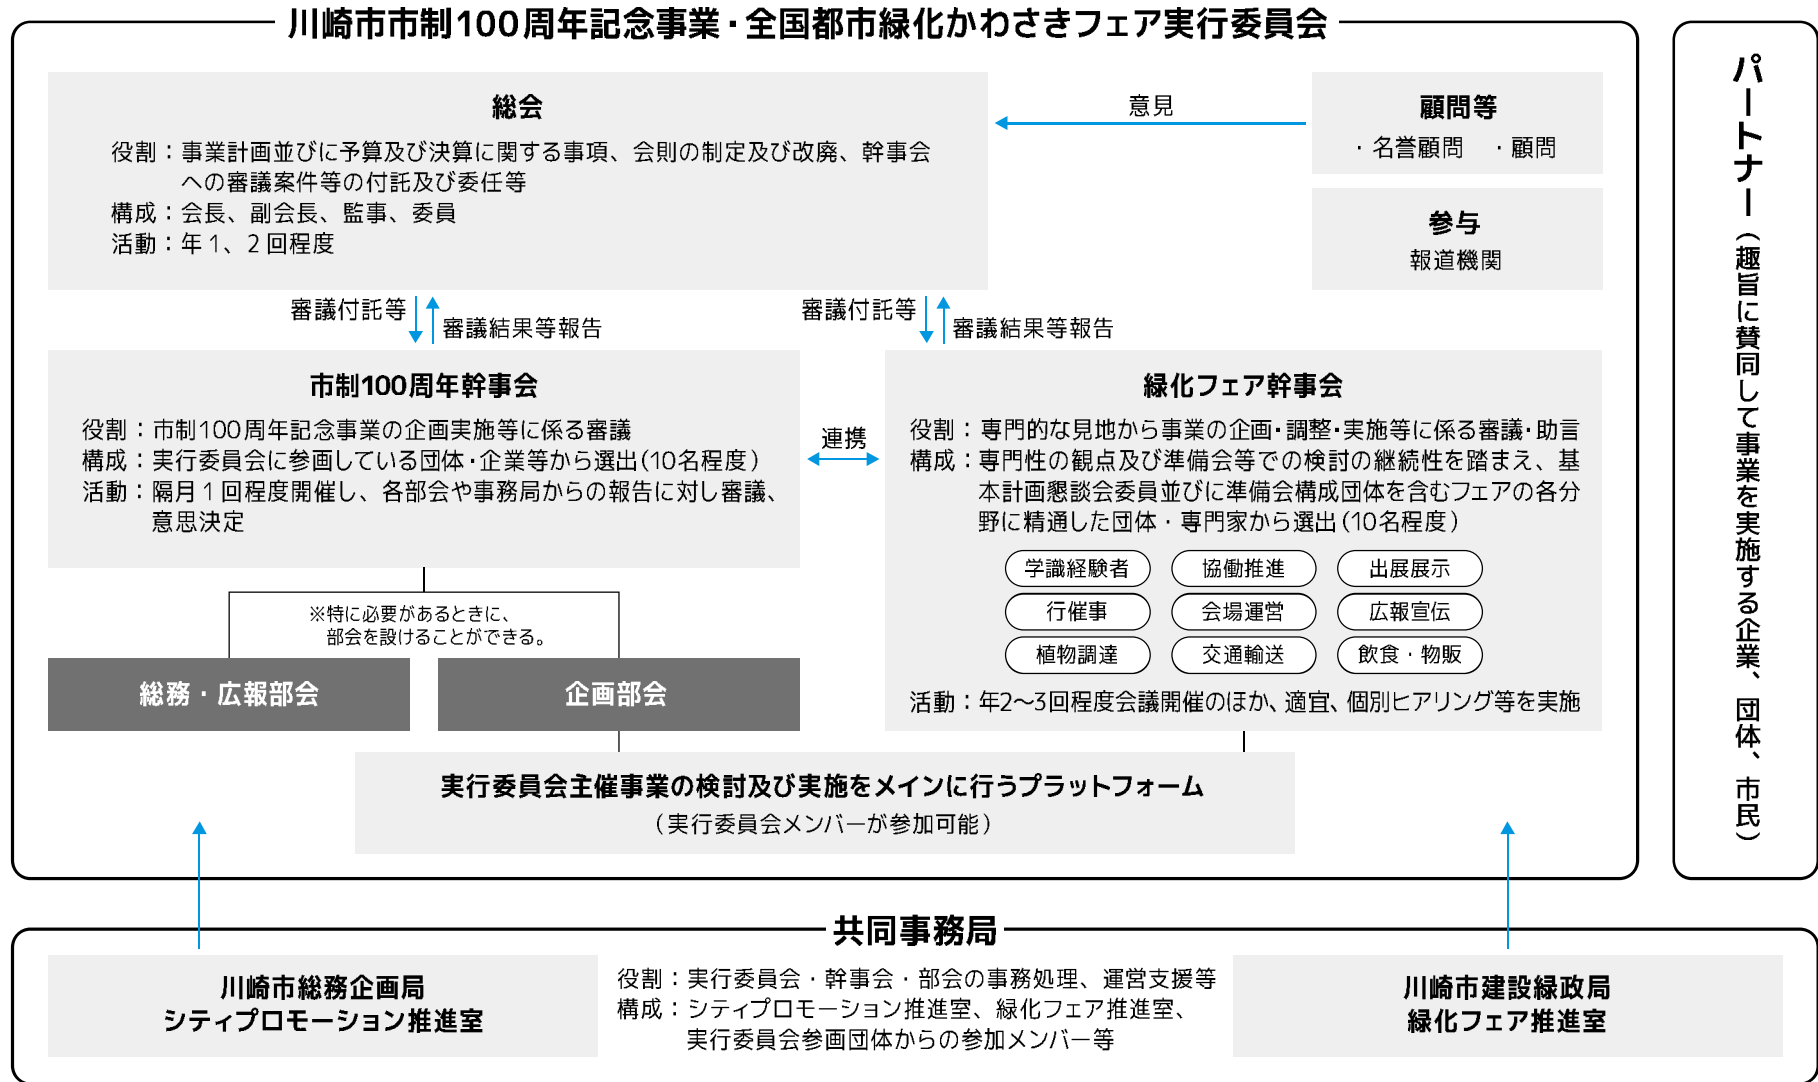 川崎市市制100周年記念事業・全国都市緑化かわさきフェア実行委員会
総会
役割：事業計画並びに予算及び決算に関する事項、会則の制定及び改廃、幹事会
への審議案件等の付託及び委任等
構成：会長、副会長、監事、委員
活動：年1、2回程度
意見
顧問等
・名誉顧問　・顧問
参与
報道機関
審議付託等
審議結果等報告
審議付託等
審議結果等報告
市制100周年幹事会
役割：市制100周年記念事業の企画実施等に係る審議
構成：実行委員会に参画している団体・企業等から選出(10名程度)
活動：隔月1回程度開催し、各部会や事務局からの報告に対し審議、
意思決定
連携
緑化フェア幹事会
役割：専門的な見地から事業の企画・調整・実施等に係る審議・助言
構成：専門性の観点及び準備会等での検討の継続性を踏まえ、基
本計画懇談会委員並びに準備会構成団体を含むフェアの各分
野に精通した団体・専門家から選出(10名程度)
学識経験者
協働推進
出展展示
行催事
会場運営
広報宣伝
植物調達
交通輸送
飲食・物販
活動：年2～3回程度会議開催のほか、適宜、個別ヒアリング等を実施
※特に必要があるときに、
部会を設けることができる。
総務・広報部会
企画部会
実行委員会主催事業の検討及び実施をメインに行うプラットフォーム
(実行委員会メンバーが参加可能)
パートナー(趣旨に賛同して事業を実施する企業、団体、市民)
共同事務局
川崎市総務企画局
シティプロモーション推進室
役割：実行委員会・幹事会・部会の事務処理、運営支援等
構成：シティプロモーション推進室、緑化フェア推進室、
実行委員会参画団体からの参加メンバー等
川崎市建設緑政局
緑化フェア推進室